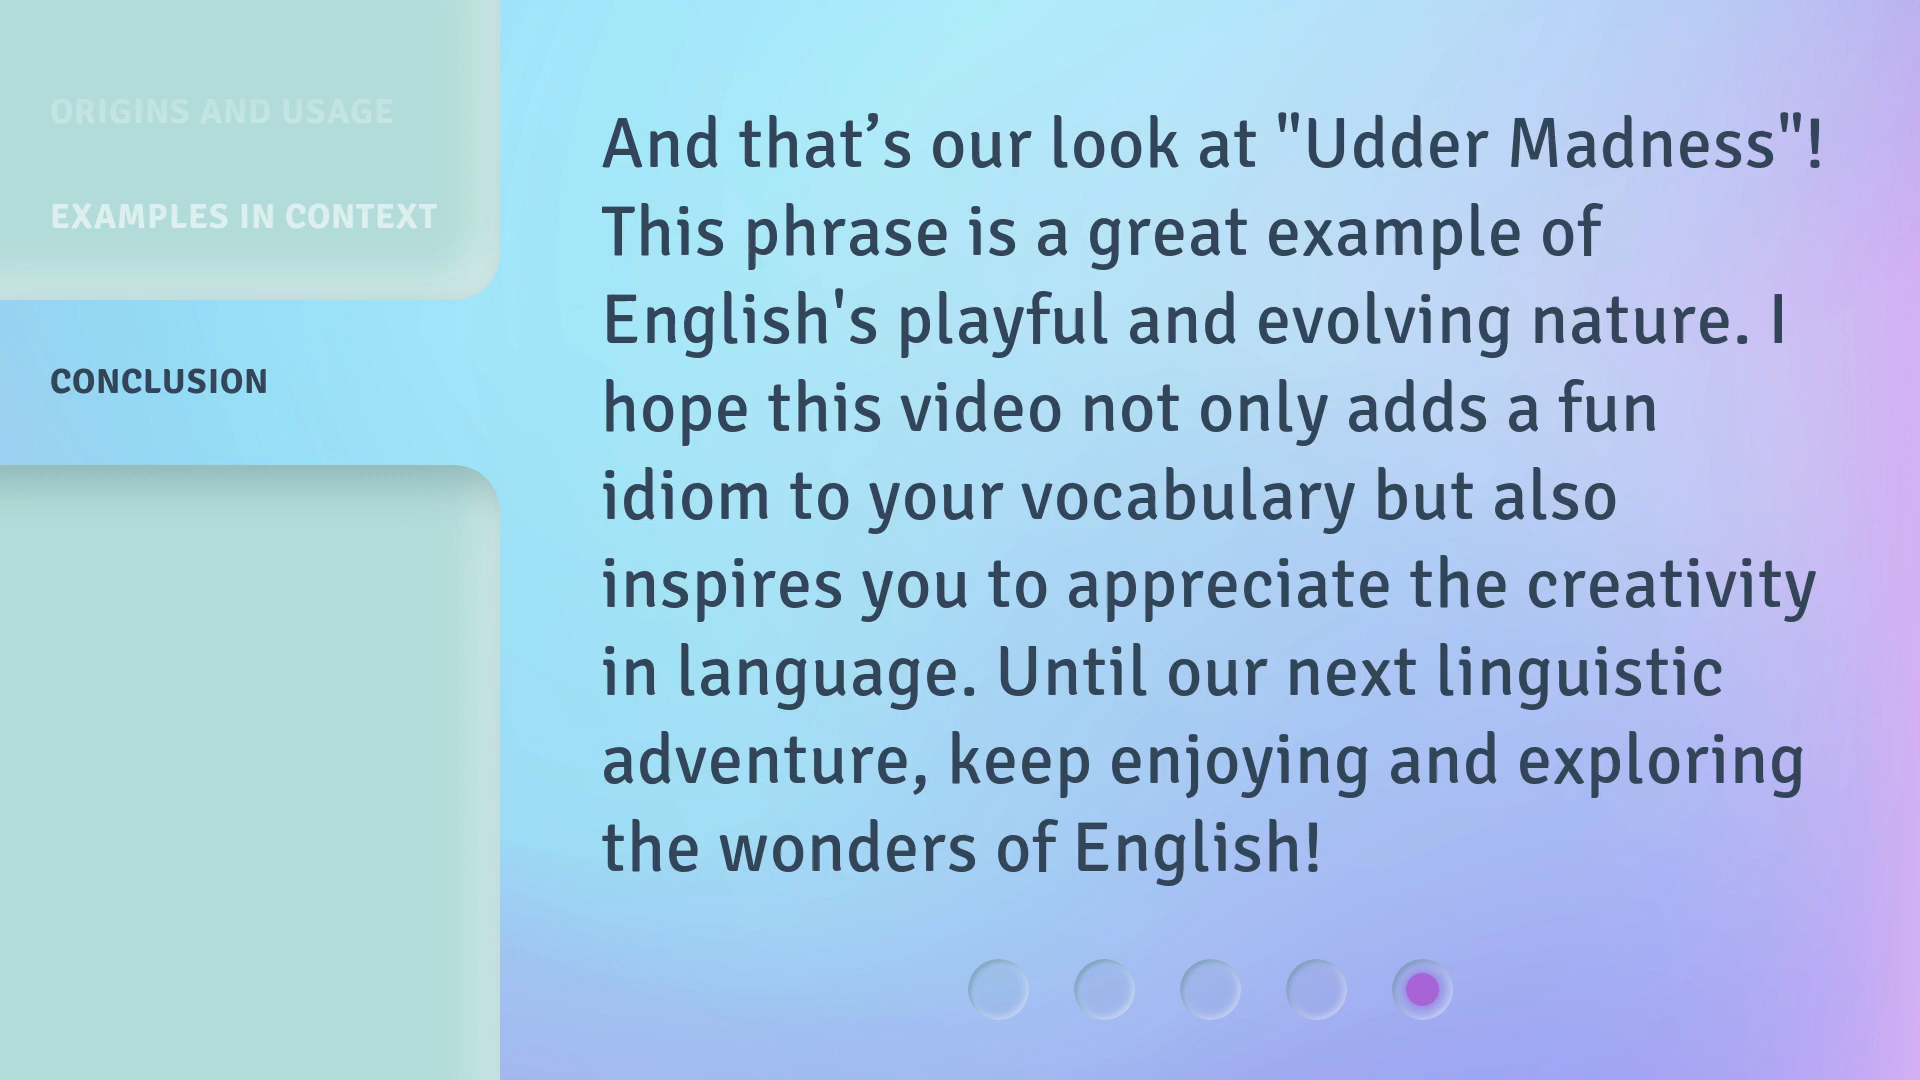 ORIGINS AND USAGE
EXAMPLES IN CONTEXT
CONCLUSION
And that’s our look at "Udder Madness"!
This phrase is a great example of
English's playful and evolving nature. I
hope this video not only adds a fun
idiom to your vocabulary but also
inspires you to appreciate the creativity
in language. Until our next linguistic
adventure, keep enjoying and exploring
the wonders of English!